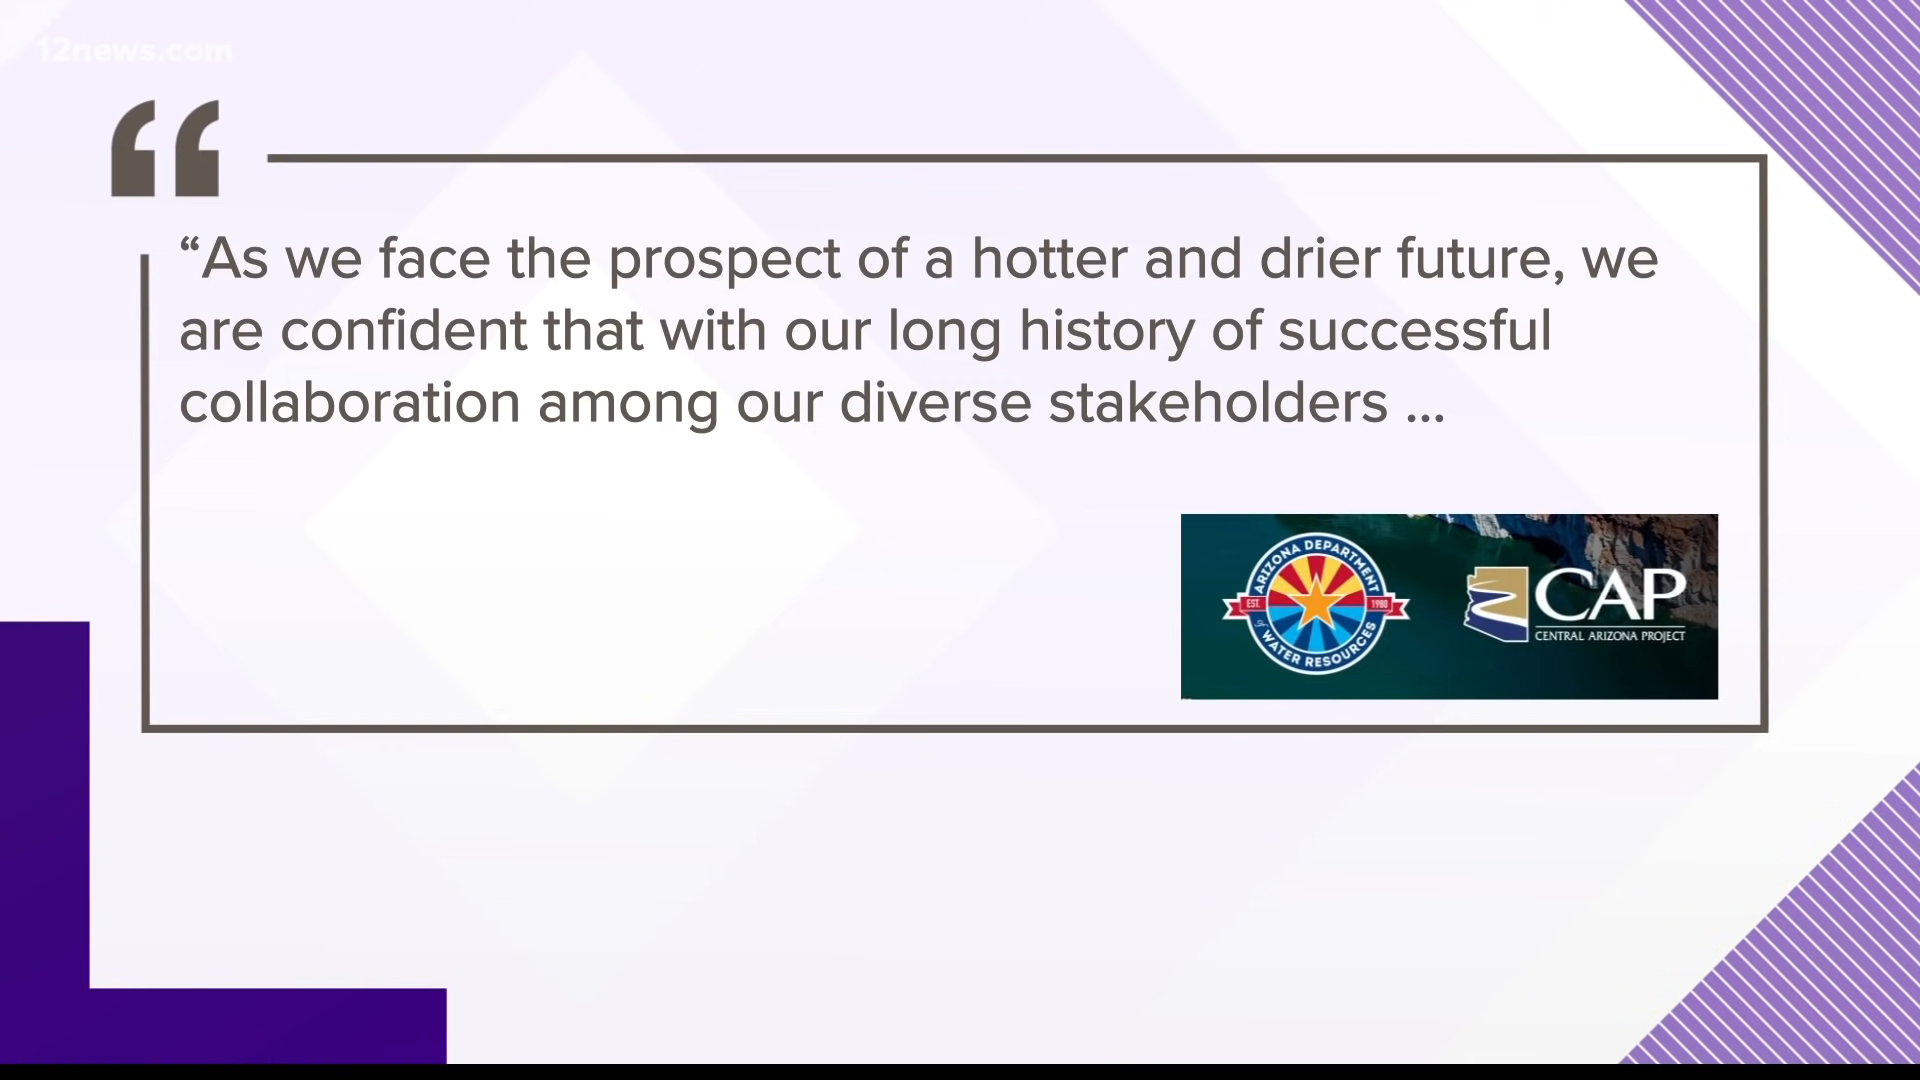 12news.com
“As we face the prospect of a hotter and drier future, we
are confident that with our long history of successful
collaboration among our diverse stakeholders ...
ARIZONA DEPARTMENT
EST. 1980
of WATER RESOURCES
CAP
CENTRAL ARIZONA PROJECT